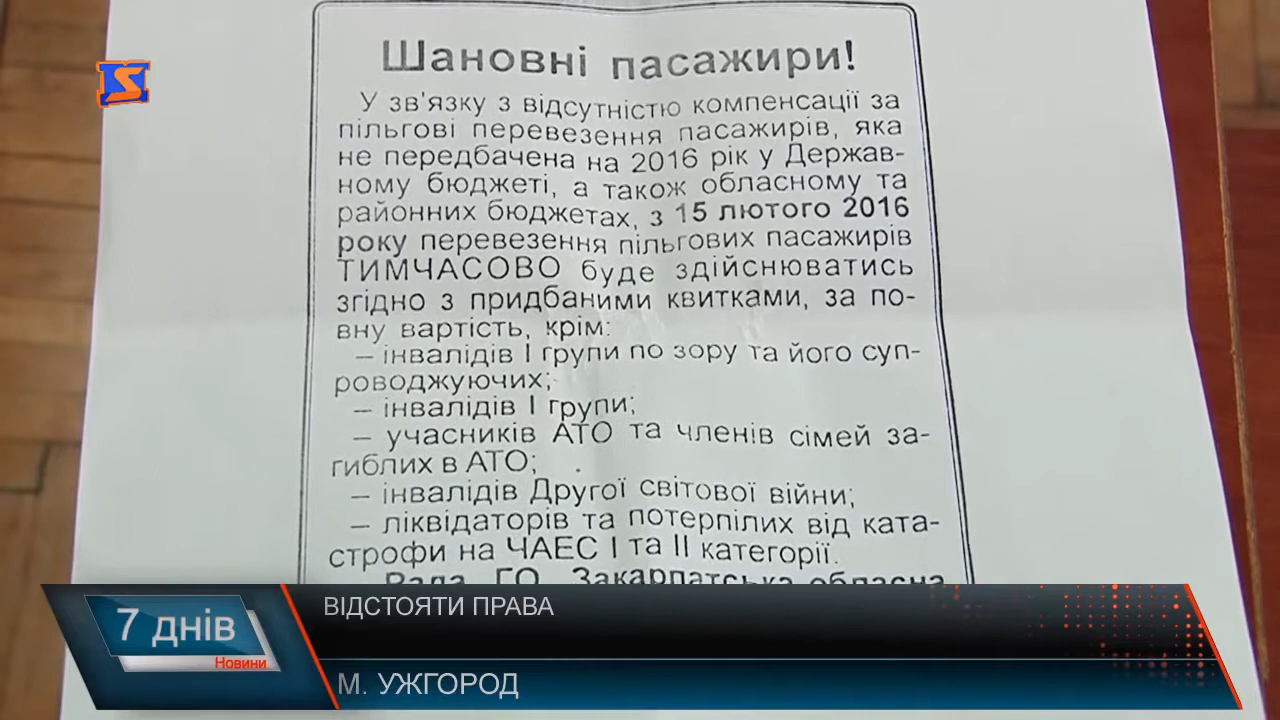 Шановні пасажири!
У зв'язку з відсутністю компенсації за
пільгові перевезення пасажирів, яка
не передбачена на 2016 рік у Держав-
ному бюджеті, а також обласному та
районних бюджетах, з 15 лютого 2016
року перевезення пільгових пасажирів
ТИМЧАСОВО буде здійснюватись
згідно з придбаними квитками, за по-
вну вартість, крім:
– інвалідів І групи по зору та його суп-
роводжуючих;
– інвалідів І групи;
– учасників АТО та членів сімей за-
гиблих в АТО;
– інвалідів Другої світової війни;
– ліквідаторів та потерпілих від ката-
строфи на ЧАЕС І та ІІ категорії.
Рада ГО Закарпатська обласна
7 днів
Новини
ВІДСТОЯТИ ПРАВА
М. УЖГОРОД